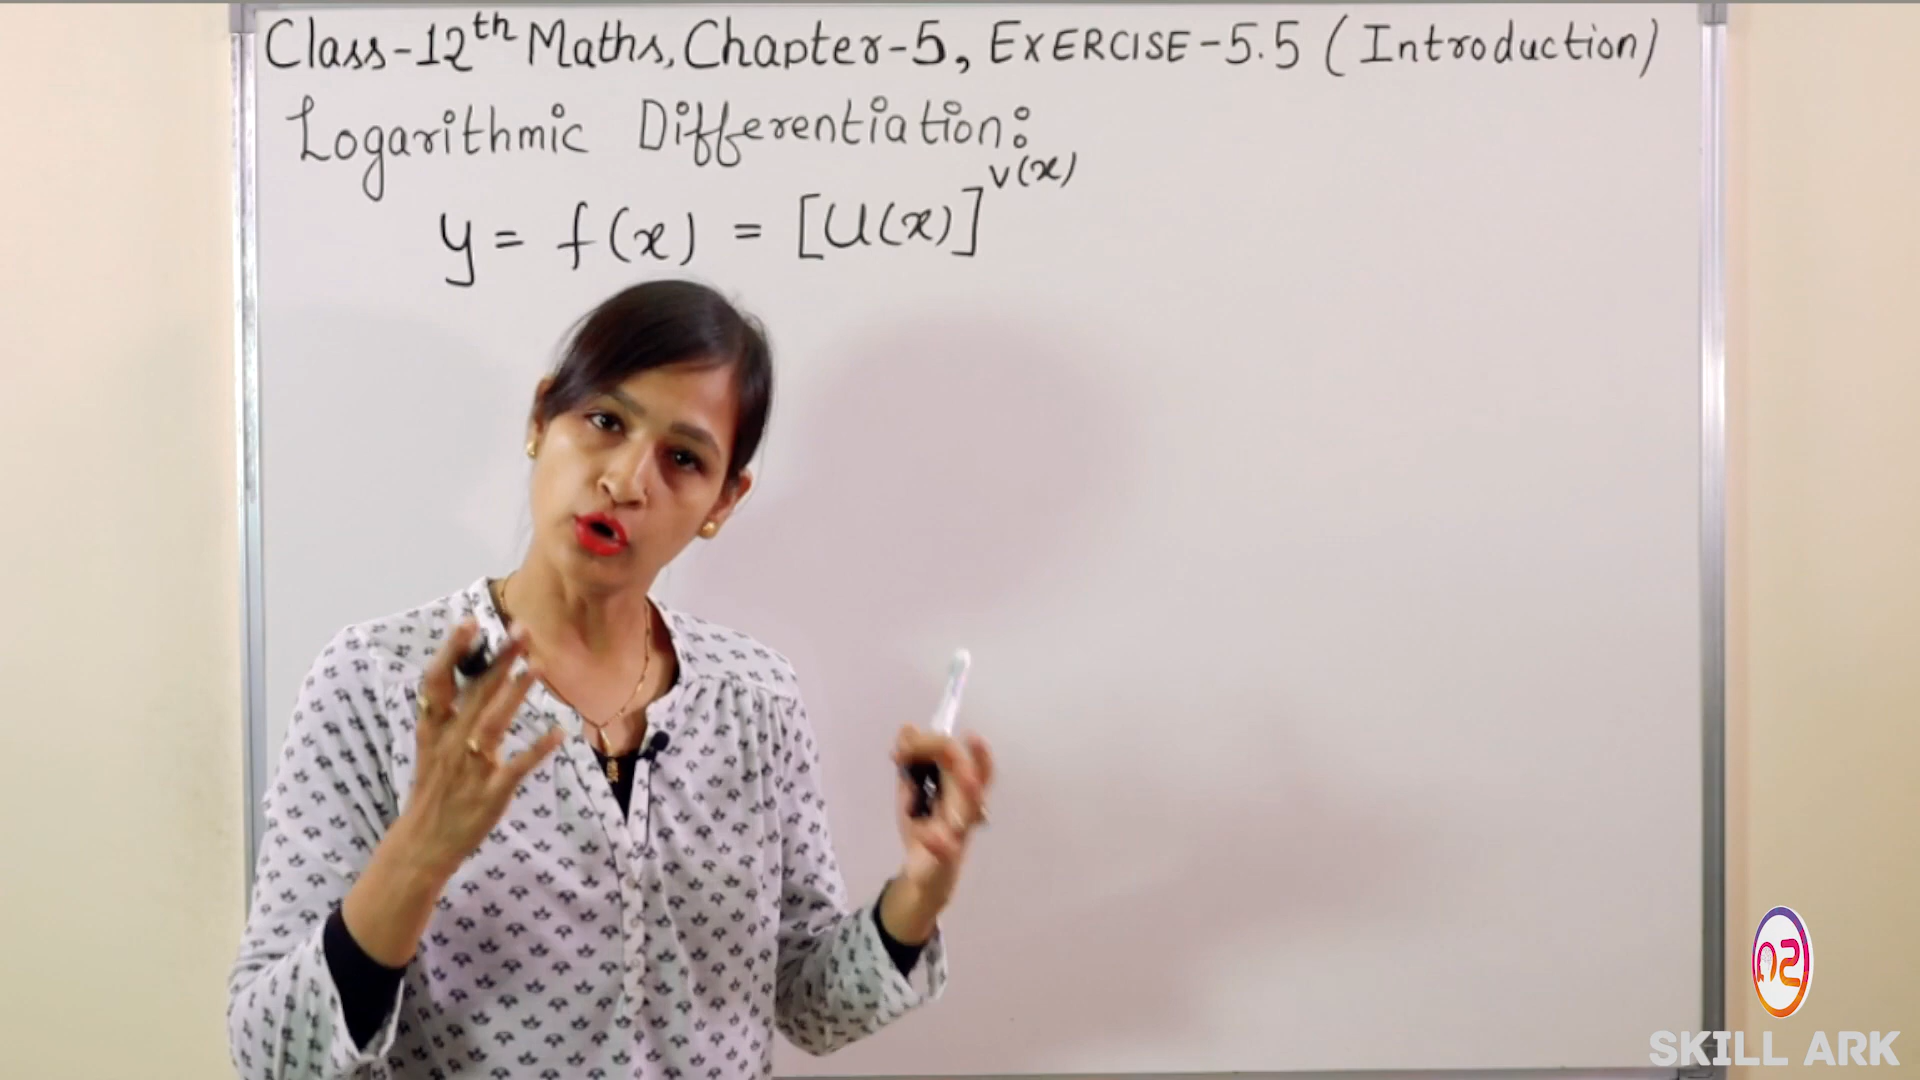 Class-12th Maths, Chapter-5, EXERCISE-5.5 (Introduction)
Logarithmic Differentiation:
y = f(x) = [U(x)]^v(x)
SKILL ARK